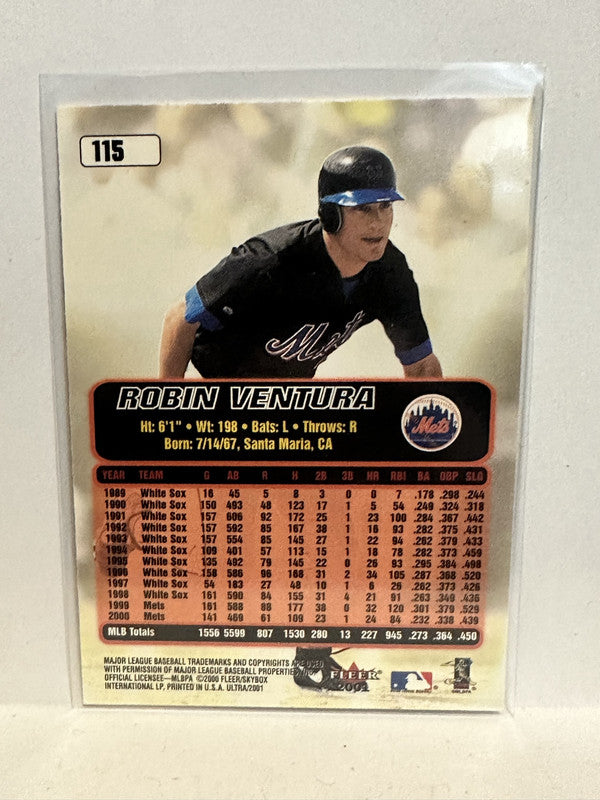 115
Mets
ROBIN VENTURA
Ht: 6'1" • Wt: 198 • Bats: L • Throws: R
Born: 7/14/67, Santa Maria, CA
Mets
YEAR TEAM G AB R H 2B 3B HR RBI BA OBP SLG
1989 White Sox 16 45 5 8 3 0 0 7 .178 .298 .244
1990 White Sox 150 493 48 123 17 1 5 54 .249 .324 .318
1991 White Sox 157 606 92 172 25 1 23 100 .284 .367 .442
1992 White Sox 157 592 85 167 38 1 16 93 .282 .375 .431
1993 White Sox 157 554 85 145 27 1 22 94 .262 .379 .433
1994 White Sox 109 401 57 113 15 1 18 78 .282 .373 .459
1995 White Sox 135 492 79 145 22 0 26 93 .295 .384 .498
1996 White Sox 158 586 96 168 31 2 34 105 .287 .368 .520
1997 White Sox 54 183 27 48 10 1 6 26 .262 .373 .426
1998 White Sox 161 590 84 155 31 4 21 91 .263 .349 .436
1999 Mets 161 588 88 177 38 0 32 120 .301 .379 .529
2000 Mets 141 469 61 109 23 1 24 84 .232 .338 .439
MLB Totals 1556 5599 807 1530 280 13 227 945 .273 .364 .450
MAJOR LEAGUE BASEBALL TRADEMARKS AND COPYRIGHTS ARE USED
WITH PERMISSION OF MAJOR LEAGUE BASEBALL PROPERTIES, INC.
OFFICIAL LICENSEE—MLBPA ©2000 FLEER/SKYBOX
INTERNATIONAL LP, PRINTED IN U.S.A. ULTRA/2001
FLEER
2001